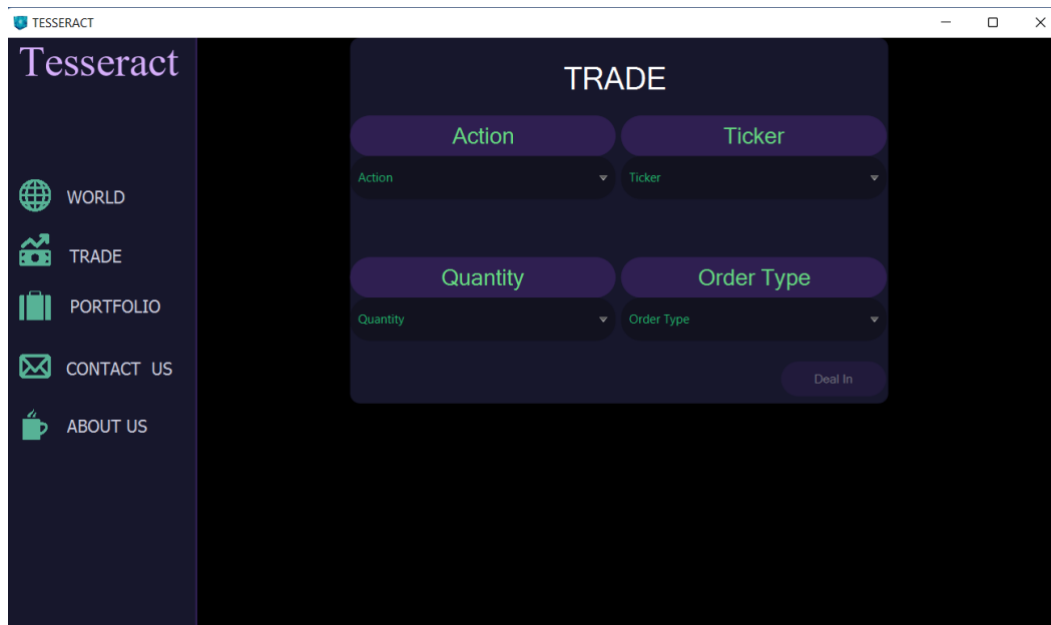 TESSERACT
Tesseract
WORLD
TRADE
PORTFOLIO
CONTACT US
ABOUT US
TRADE
Action
Ticker
Action
Ticker
Quantity
Order Type
Quantity
Order Type
Deal In